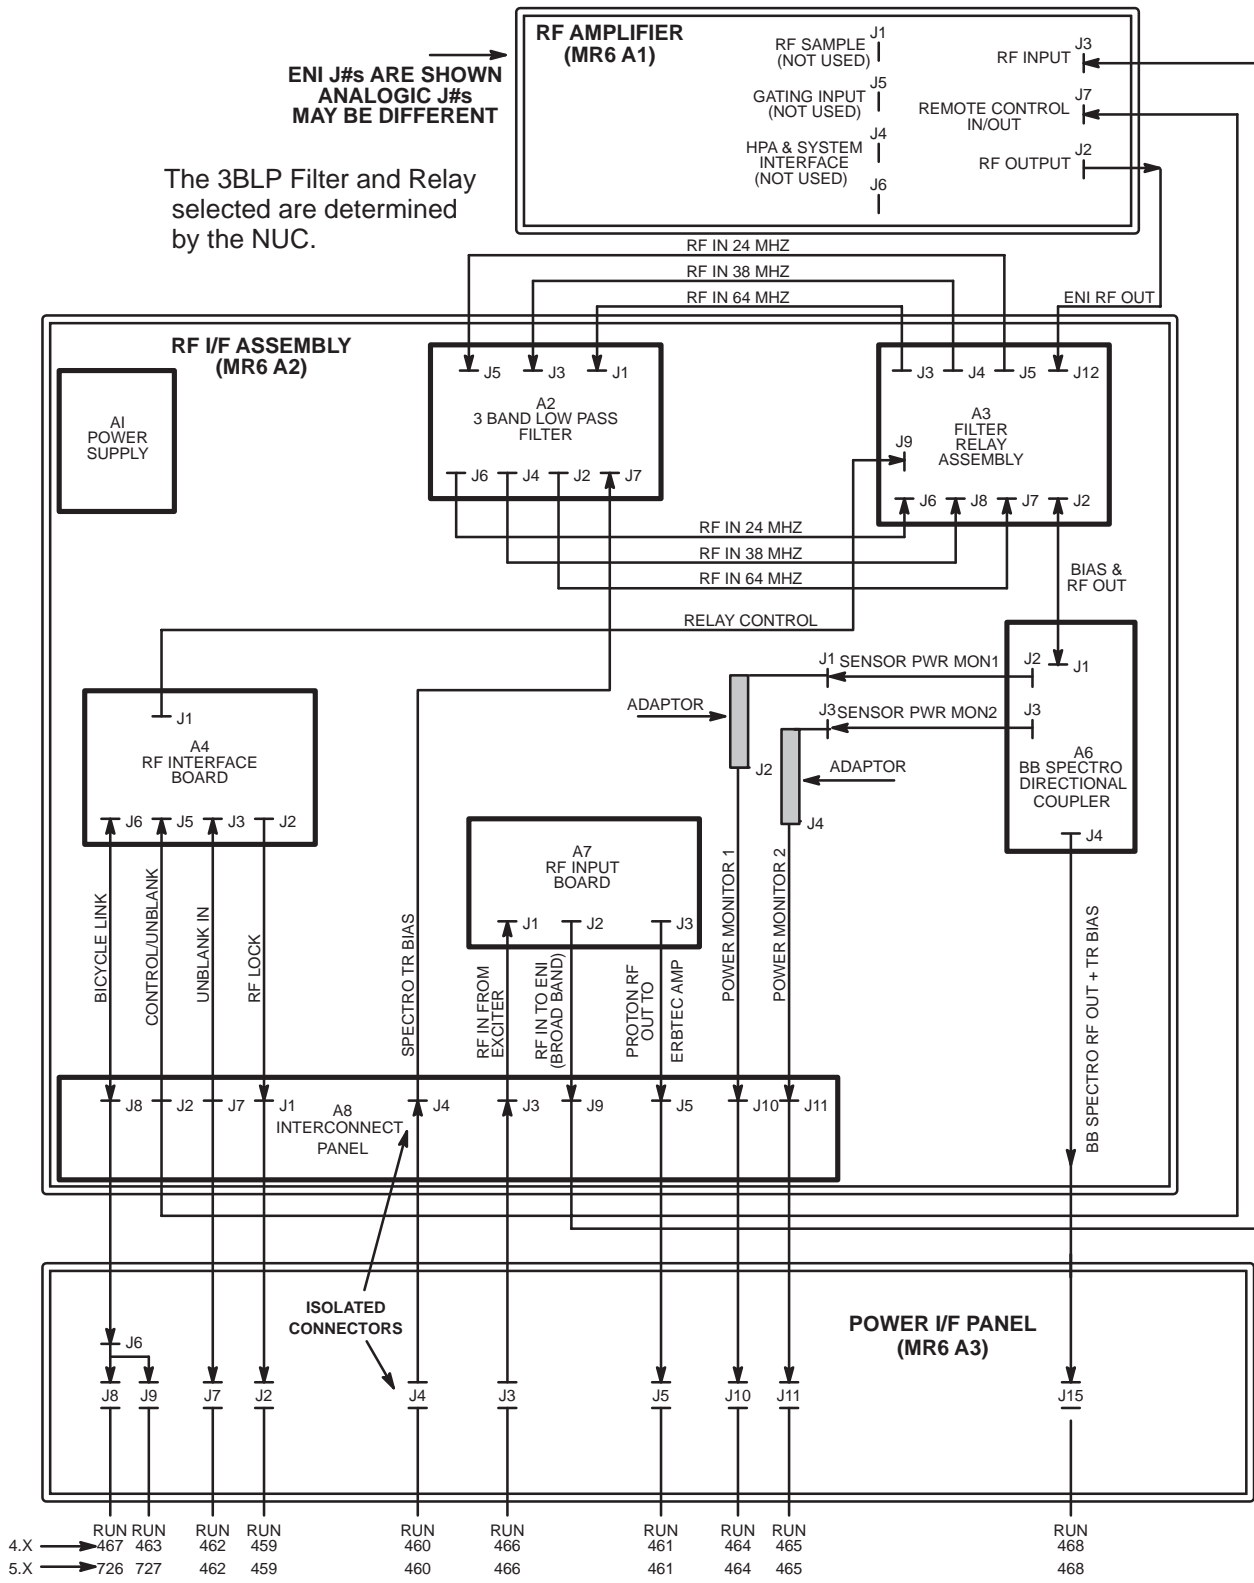 RF AMPLIFIER
(MR6 A1)
J1
RF SAMPLE
(NOT USED)
J5
GATING INPUT
(NOT USED)
J4
HPA & SYSTEM
INTERFACE
(NOT USED)
J6
J3
RF INPUT
J7
REMOTE CONTROL
IN/OUT
J2
RF OUTPUT
ENI J#s ARE SHOWN
ANALOGIC J#s
MAY BE DIFFERENT
The 3BLP Filter and Relay
selected are determined
by the NUC.
RF IN 24 MHZ
RF IN 38 MHZ
RF IN 64 MHZ
ENI RF OUT
RF I/F ASSEMBLY
(MR6 A2)
AI
POWER
SUPPLY
J5
J3
J1
A2
3 BAND LOW PASS
FILTER
J6
J4
J2
J7
J3
J4
J5
J12
A3
FILTER
RELAY
ASSEMBLY
J9
J6
J8
J7
J2
RF IN 24 MHZ
RF IN 38 MHZ
RF IN 64 MHZ
BIAS &
RF OUT
RELAY CONTROL
J1
SENSOR PWR MON1
J2
J1
ADAPTOR
J3
SENSOR PWR MON2
J3
J2
ADAPTOR
J4
A6
BB SPECTRO
DIRECTIONAL
COUPLER
J4
J1
A4
RF INTERFACE
BOARD
J6
J5
J3
J2
A7
RF INPUT
BOARD
J1
J2
J3
BICYCLE LINK
CONTROL/UNBLANK
UNBLANK IN
RF LOCK
SPECTRO TR BIAS
RF IN FROM
EXCITER
RF IN TO ENI
(BROAD BAND)
PROTON RF
OUT TO
ERBTEC AMP
POWER MONITOR 1
POWER MONITOR 2
BB SPECTRO RF OUT + TR BIAS
J8
J2
J7
J1
A8
INTERCONNECT
PANEL
J4
J3
J9
J5
J10
J11
ISOLATED
CONNECTORS
POWER I/F PANEL
(MR6 A3)
J6
J8
J9
J7
J2
J4
J3
J5
J10
J11
J15
RUN RUN RUN RUN RUN RUN RUN RUN RUN RUN
4.X 467 463 462 459 460 466 461 464 465 468
5.X 726 727 462 459 460 466 461 464 465 468